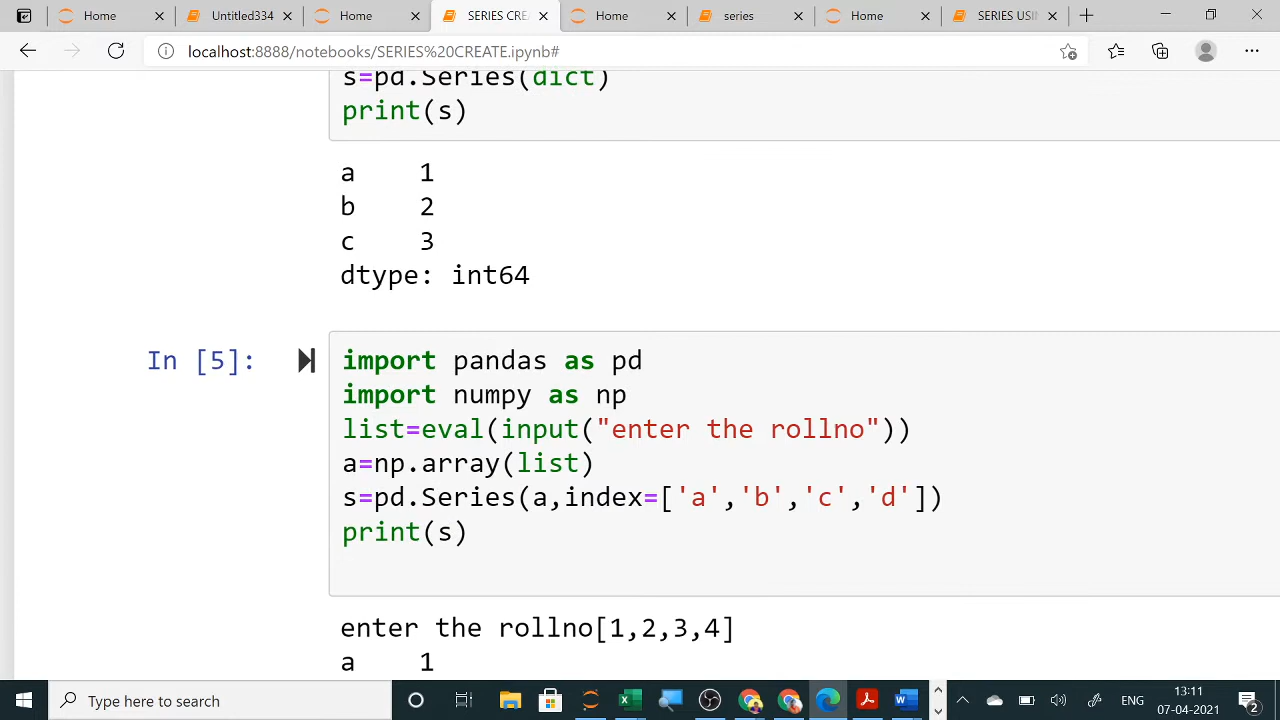 Home
Untitled334
Home
SERIES CRE
Home
series
Home
SERIES USI
localhost:8888/notebooks/SERIES%20CREATE.ipynb#
s=pd.Series(dict)
print(s)
a 1
b 2
c 3
dtype: int64
In [5]:
import pandas as pd
import numpy as np
list=eval(input("enter the rollno"))
a=np.array(list)
s=pd.Series(a,index=['a','b','c','d'])
print(s)
enter the rollno[1,2,3,4]
a 1
Type here to search
ENG
13:11
07-04-2021
2